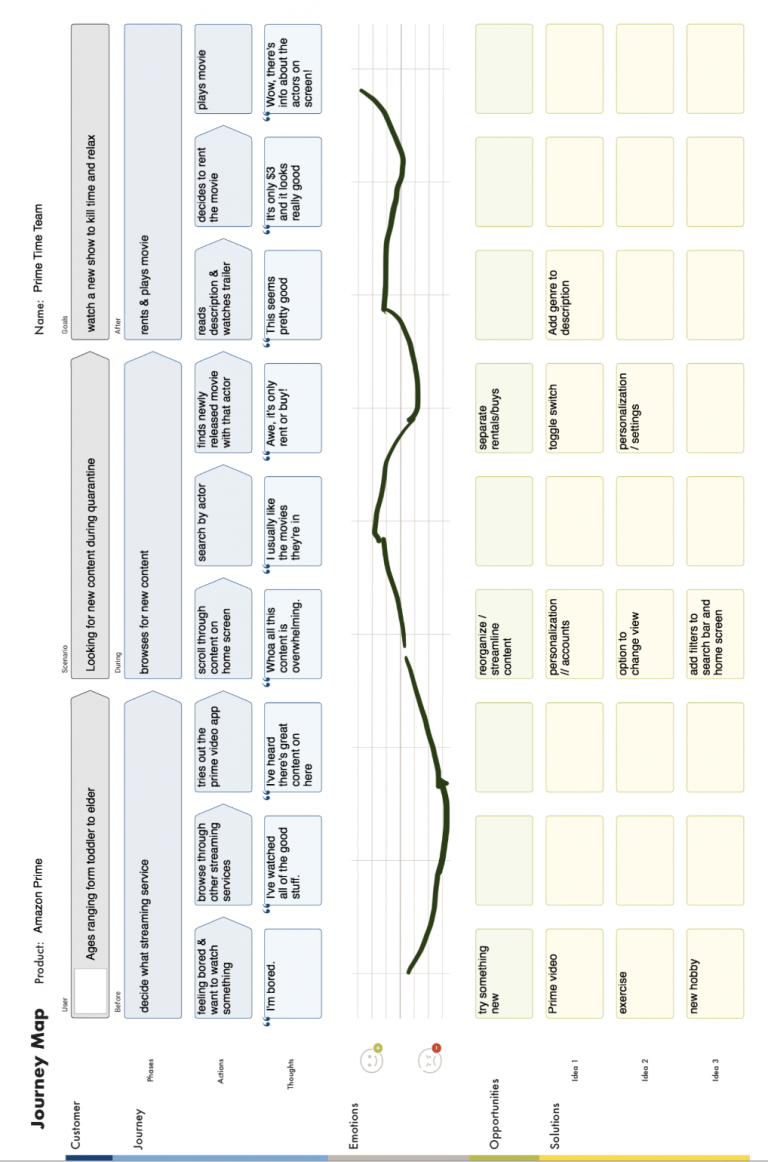 Journey Map
Product: Amazon Prime
Name: Prime Time Team
Customer
User
Ages ranging form toddler to elder
Scenario
Looking for new content during quarantine
Goals
watch a new show to kill time and relax
Journey
Phases
Before
decide what streaming service
During
browses for new content
After
rents & plays movie
Actions
feeling bored &
want to watch
something
browse through
other streaming
services
tries out the
prime video app
scroll through
content on
home screen
search by actor
finds newly
released movie
with that actor
reads
description &
watches trailer
decides to rent
the movie
plays movie
Thoughts
I'm bored.
I've watched
all of the good
stuff.
I've heard
there's great
content on
here
Whoa all this
content is
overwhelming.
I usually like
the movies
they're in
Awe, it's only
rent or buy!
This seems
pretty good
It's only $3
and it looks
really good
Wow, there's
info about the
actors on
screen!
Emotions
Opportunities
try something
new
reorganize /
streamline
content
separate
rentals/buys
Solutions
Idea 1
Prime video
personalization
// accounts
toggle switch
Add genre to
description
Idea 2
exercise
option to
change view
personalization
/ settings
Idea 3
new hobby
add filters to
search bar and
home screen